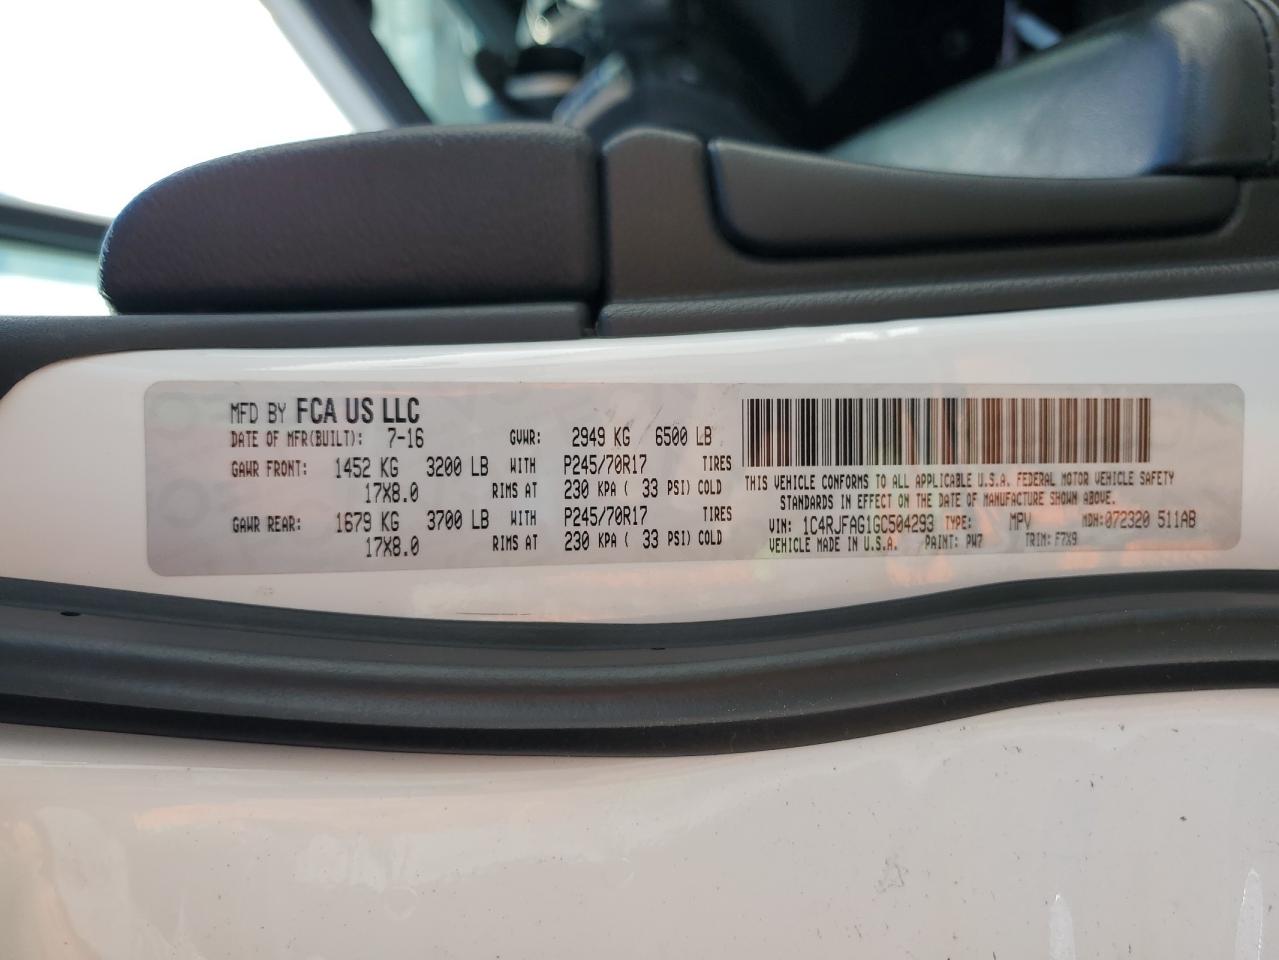 MFD BY FCA US LLC
DATE OF MFR(BUILT): 7-16 GVWR: 2949 KG 6500 LB
GAWR FRONT: 1452 KG 3200 LB WITH P245/70R17 TIRES
17X8.0 RIMS AT 230 KPA ( 33 PSI) COLD
GAWR REAR: 1679 KG 3700 LB WITH P245/70R17 TIRES
17X8.0 RIMS AT 230 KPA ( 33 PSI) COLD
THIS VEHICLE CONFORMS TO ALL APPLICABLE U.S.A. FEDERAL MOTOR VEHICLE SAFETY
STANDARDS IN EFFECT ON THE DATE OF MANUFACTURE SHOWN ABOVE.
VIN: 1C4RJFAG1GC504293 TYPE: MPV MDH:072320 511AB
VEHICLE MADE IN U.S.A. PAINT: PW7 TRIM: F7X9